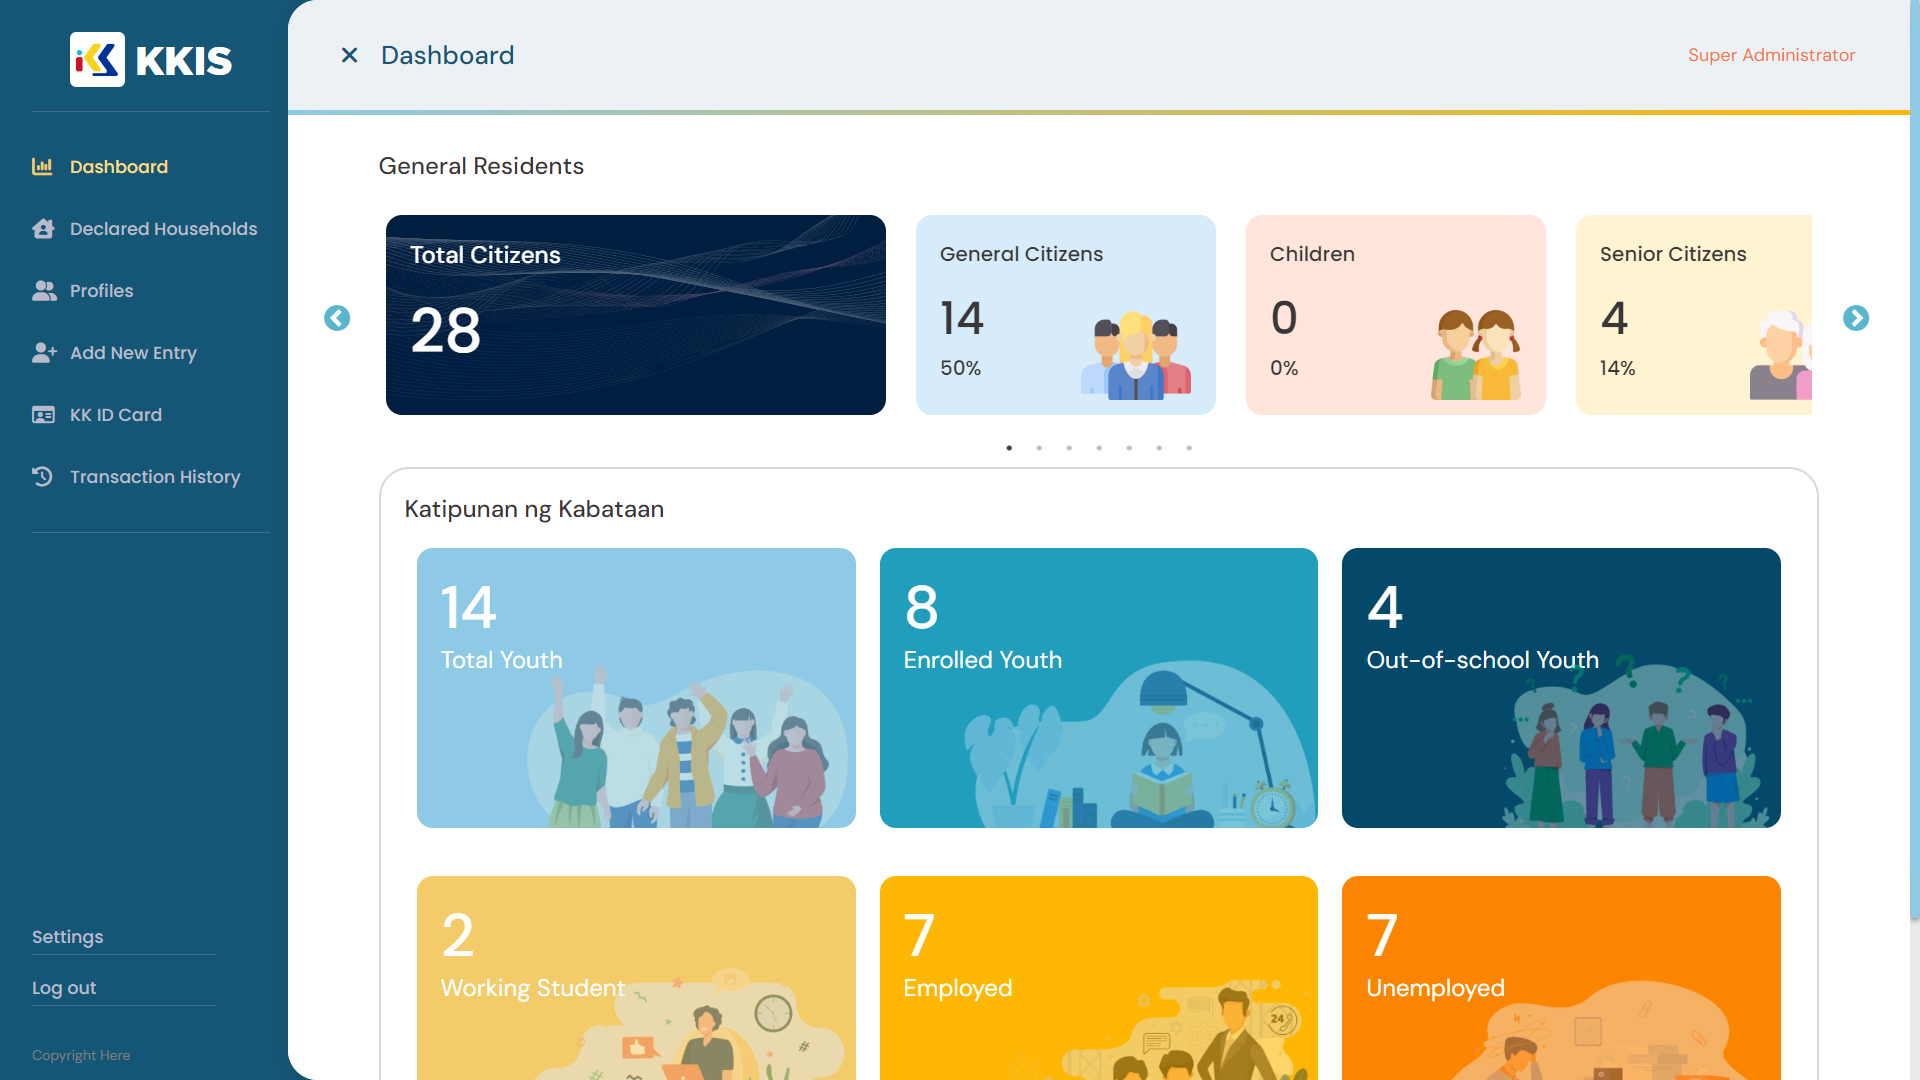 KKIS
Dashboard
Declared Households
Profiles
Add New Entry
KK ID Card
Transaction History
Settings
Log out
Copyright Here
Dashboard
Super Administrator
General Residents
Total Citizens
28
General Citizens
14
50%
Children
0
0%
Senior Citizens
4
14%
Katipunan ng Kabataan
14
Total Youth
8
Enrolled Youth
4
Out-of-school Youth
2
Working Student
7
Employed
24
7
Unemployed